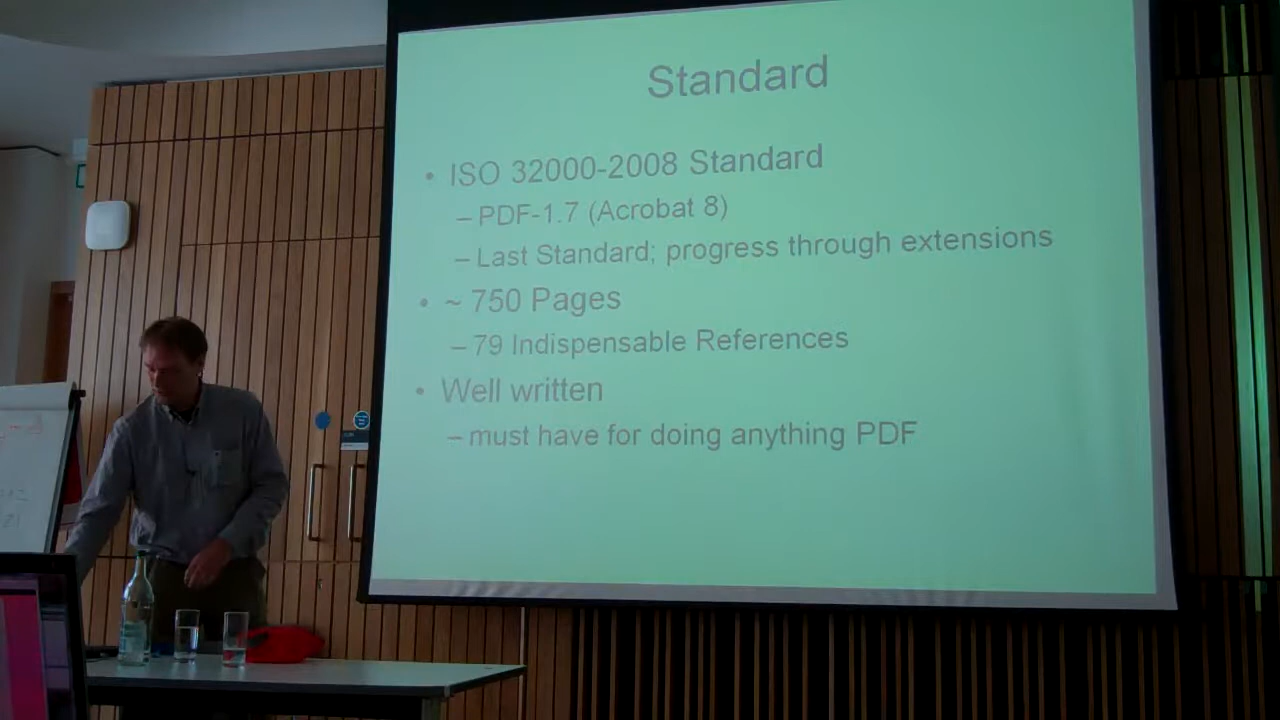 Standard
• ISO 32000-2008 Standard
– PDF-1.7 (Acrobat 8)
– Last Standard; progress through extensions
• ~ 750 Pages
– 79 Indispensable References
• Well written
– must have for doing anything PDF